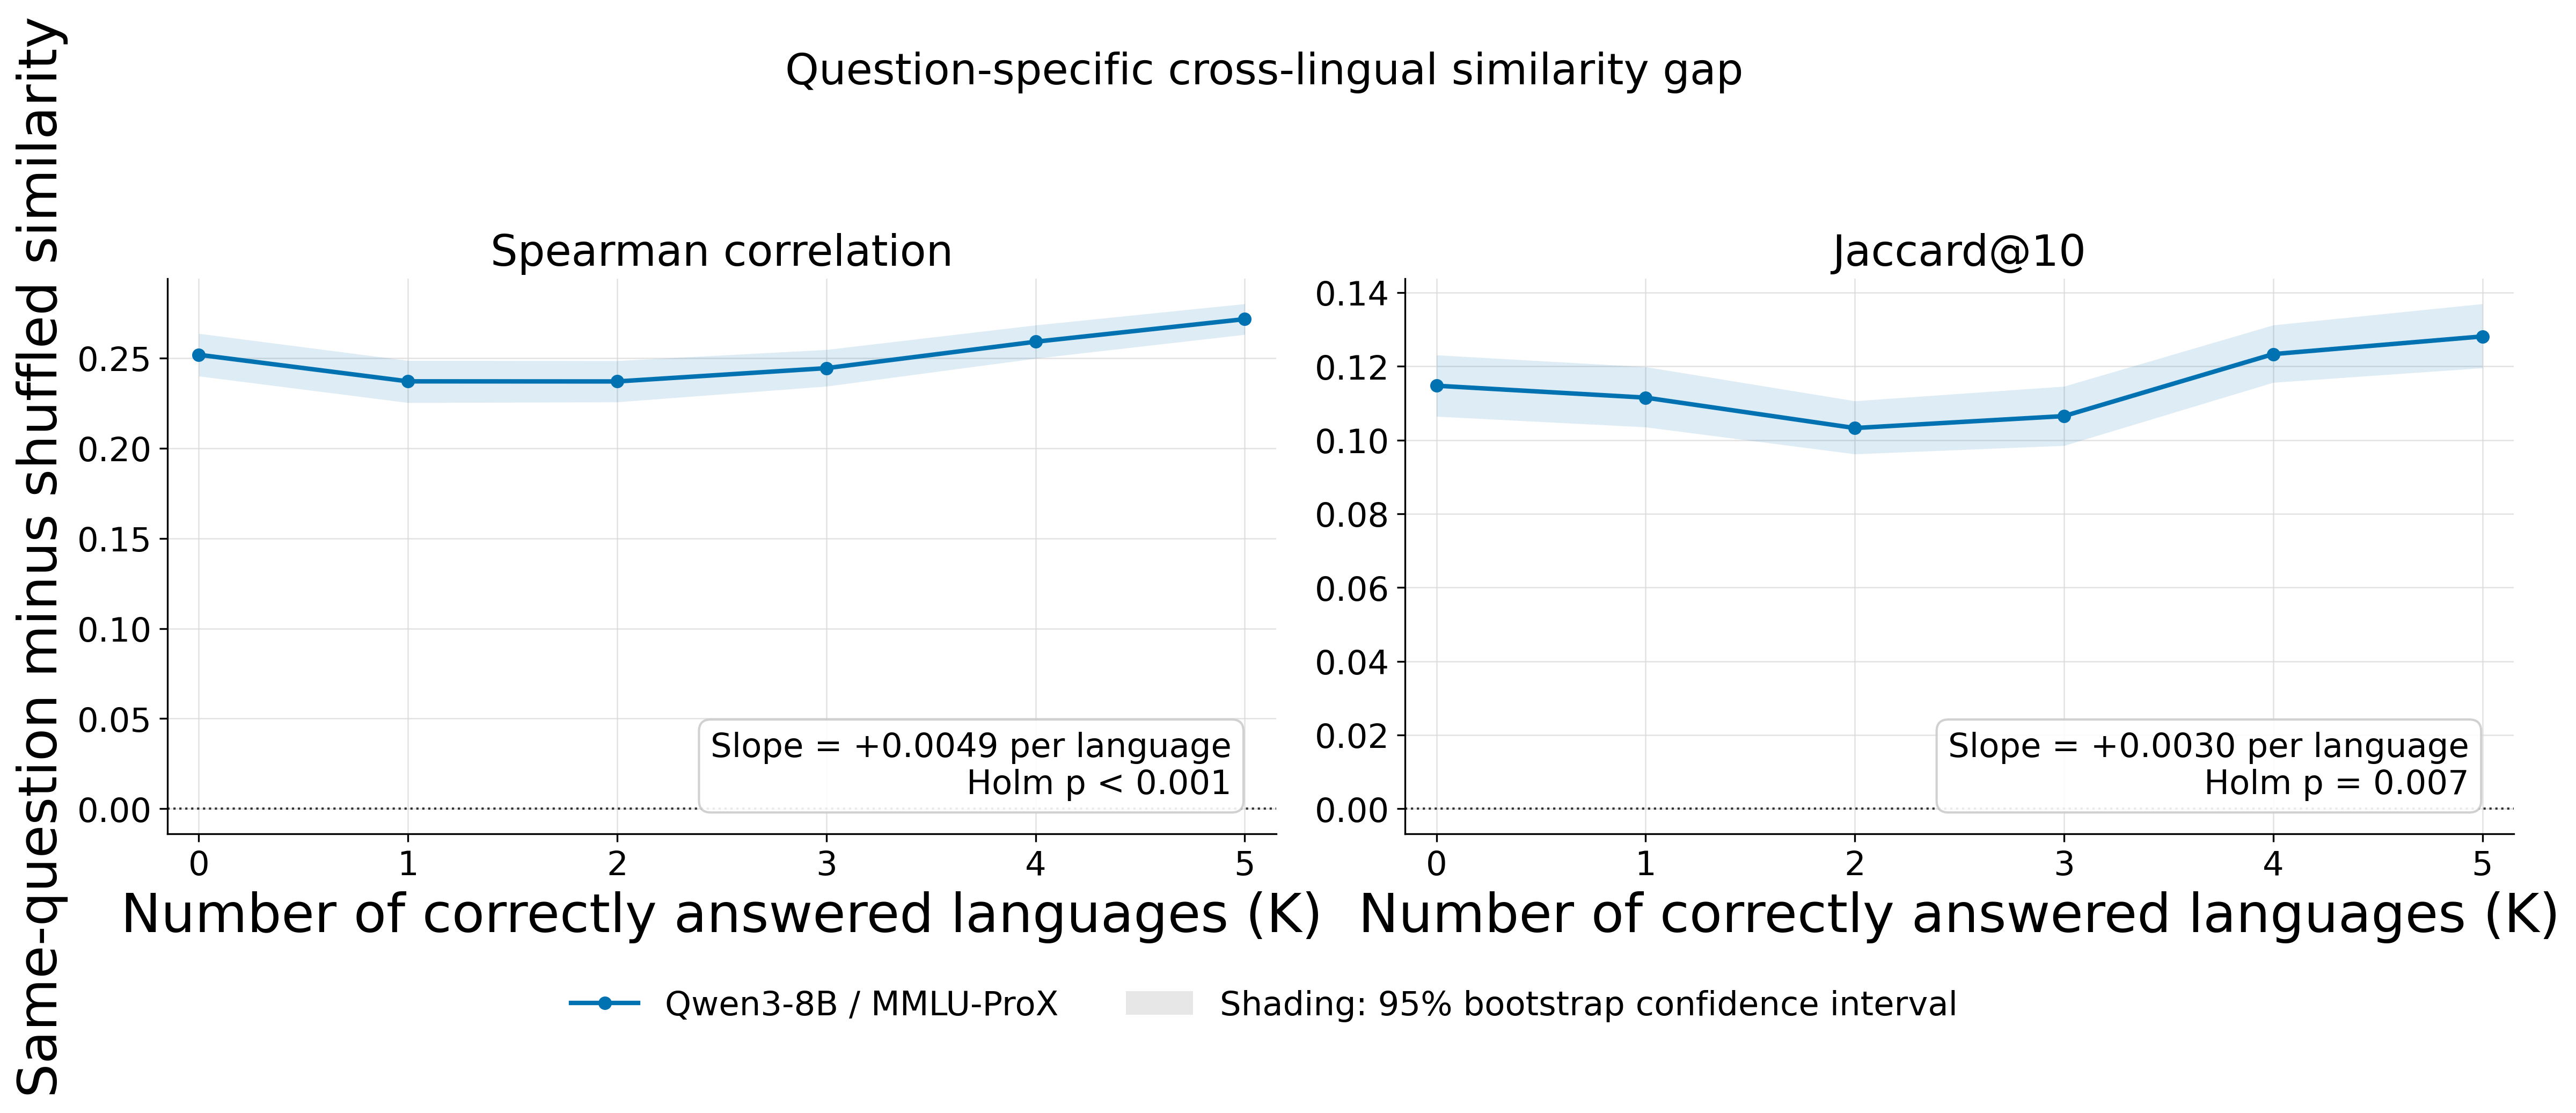 Question-specific cross-lingual similarity gap
Same-question minus shuffled similarity
Spearman correlation
0.25
0.20
0.15
0.10
0.05
0.00
Slope = +0.0049 per language
Holm p < 0.001
0 1 2 3 4 5
Number of correctly answered languages (K)
Jaccard@10
0.14
0.12
0.10
0.08
0.06
0.04
0.02
0.00
Slope = +0.0030 per language
Holm p = 0.007
0 1 2 3 4 5
Number of correctly answered languages (K)
Qwen3-8B / MMLU-ProX
Shading: 95% bootstrap confidence interval